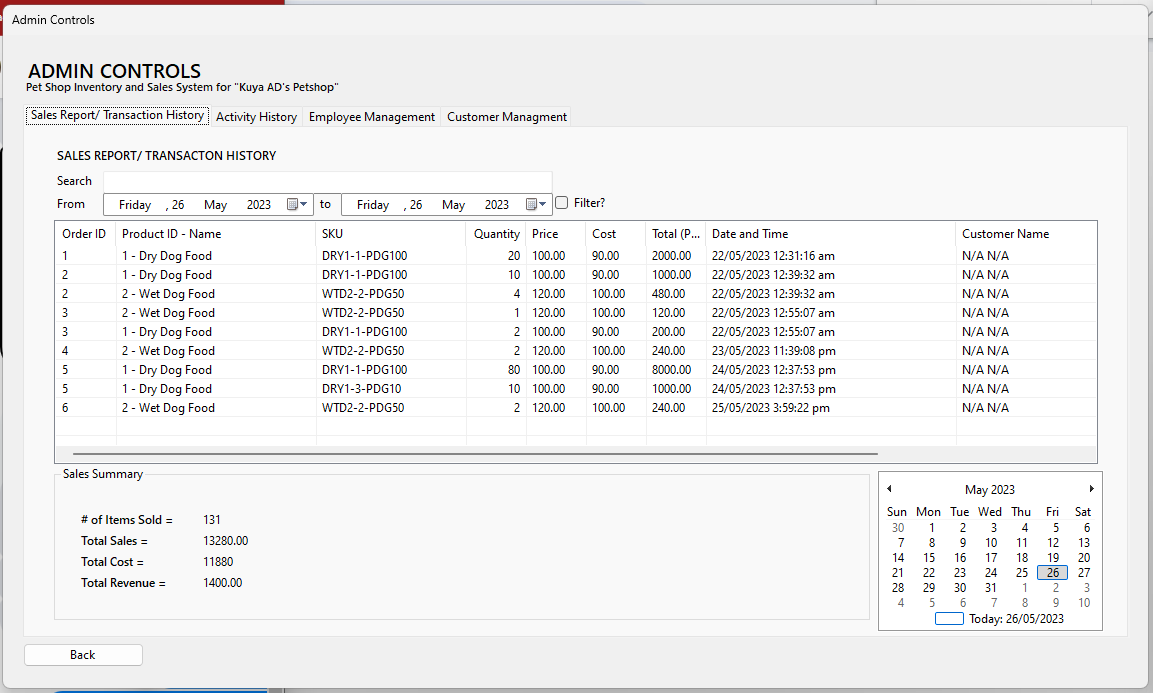 Admin Controls
ADMIN CONTROLS
Pet Shop Inventory and Sales System for "Kuya AD's Petshop"
Sales Report/ Transaction History Activity History Employee Management Customer Managment
SALES REPORT/ TRANSACTON HISTORY
Search
From Friday , 26 May 2023 to Friday , 26 May 2023 Filter?
Order ID Product ID - Name SKU Quantity Price Cost Total (P... Date and Time Customer Name
1 1 - Dry Dog Food DRY1-1-PDG100 20 100.00 90.00 2000.00 22/05/2023 12:31:16 am N/A N/A
2 1 - Dry Dog Food DRY1-1-PDG100 10 100.00 90.00 1000.00 22/05/2023 12:39:32 am N/A N/A
2 2 - Wet Dog Food WTD2-2-PDG50 4 120.00 100.00 480.00 22/05/2023 12:39:32 am N/A N/A
3 2 - Wet Dog Food WTD2-2-PDG50 1 120.00 100.00 120.00 22/05/2023 12:55:07 am N/A N/A
3 1 - Dry Dog Food DRY1-1-PDG100 2 100.00 90.00 200.00 22/05/2023 12:55:07 am N/A N/A
4 2 - Wet Dog Food WTD2-2-PDG50 2 120.00 100.00 240.00 23/05/2023 11:39:08 pm N/A N/A
5 1 - Dry Dog Food DRY1-1-PDG100 80 100.00 90.00 8000.00 24/05/2023 12:37:53 pm N/A N/A
5 1 - Dry Dog Food DRY1-3-PDG10 10 100.00 90.00 1000.00 24/05/2023 12:37:53 pm N/A N/A
6 2 - Wet Dog Food WTD2-2-PDG50 2 120.00 100.00 240.00 25/05/2023 3:59:22 pm N/A N/A
Sales Summary
# of Items Sold = 131
Total Sales = 13280.00
Total Cost = 11880
Total Revenue = 1400.00
May 2023
Sun Mon Tue Wed Thu Fri Sat
30 1 2 3 4 5 6
7 8 9 10 11 12 13
14 15 16 17 18 19 20
21 22 23 24 25 26 27
28 29 30 31 1 2 3
4 5 6 7 8 9 10
Today: 26/05/2023
Back